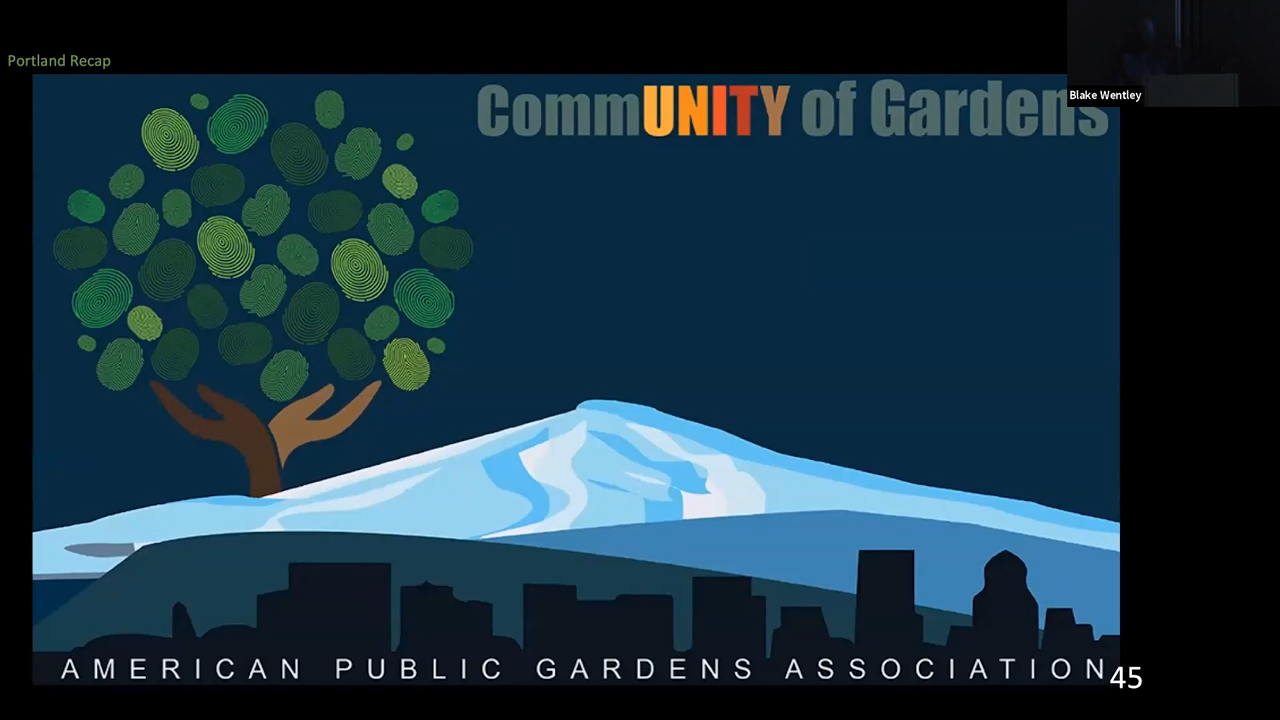 Portland Recap
CommUNITY of Gardens
Blake Wentley
AMERICAN PUBLIC GARDENS ASSOCIATION
45